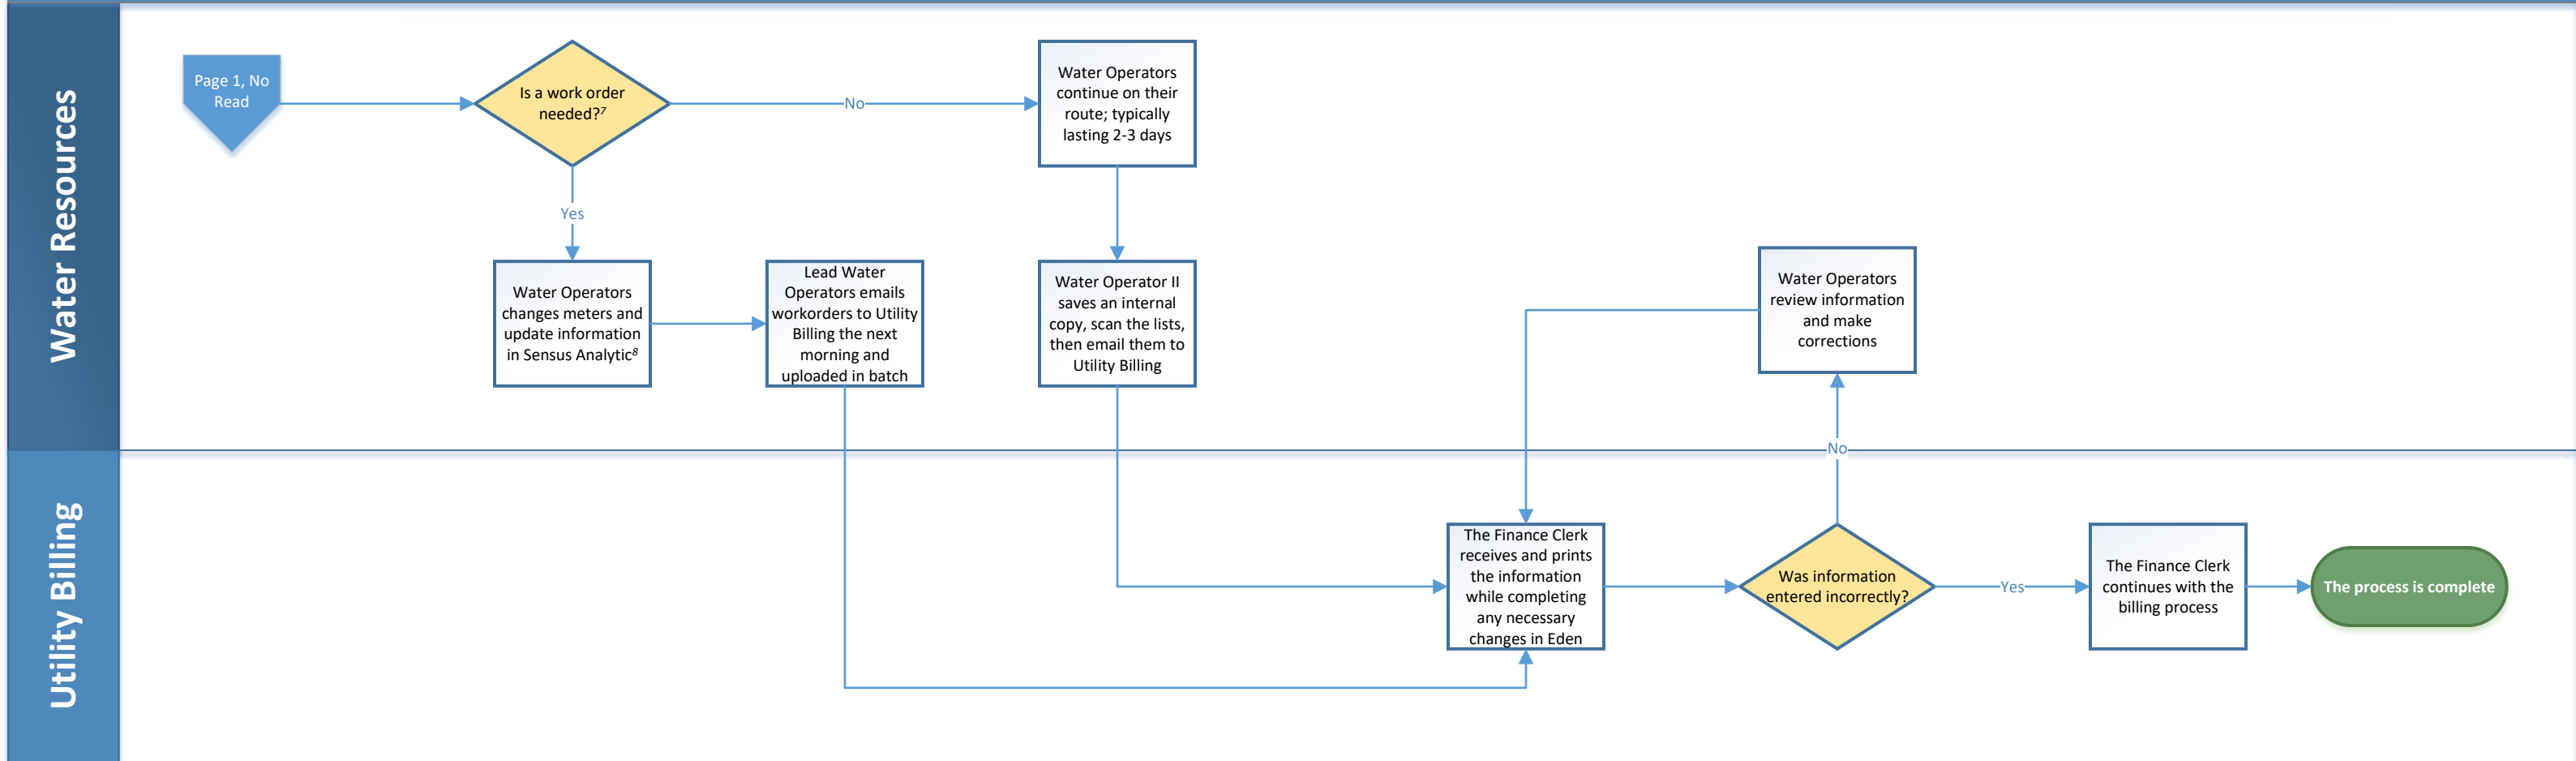 Water Resources
Page 1, No
Read
Is a work order
needed?7
No
Water Operators
continue on their
route; typically
lasting 2-3 days
Yes
Water Operators
changes meters and
update information
in Sensus Analytic8
Lead Water
Operators emails
workorders to Utility
Billing the next
morning and
uploaded in batch
Water Operator II
saves an internal
copy, scan the lists,
then email them to
Utility Billing
Water Operators
review information
and make
corrections
No
Utility Billing
The Finance Clerk
receives and prints
the information
while completing
any necessary
changes in Eden
Was information
entered incorrectly?
Yes
The Finance Clerk
continues with the
billing process
The process is complete